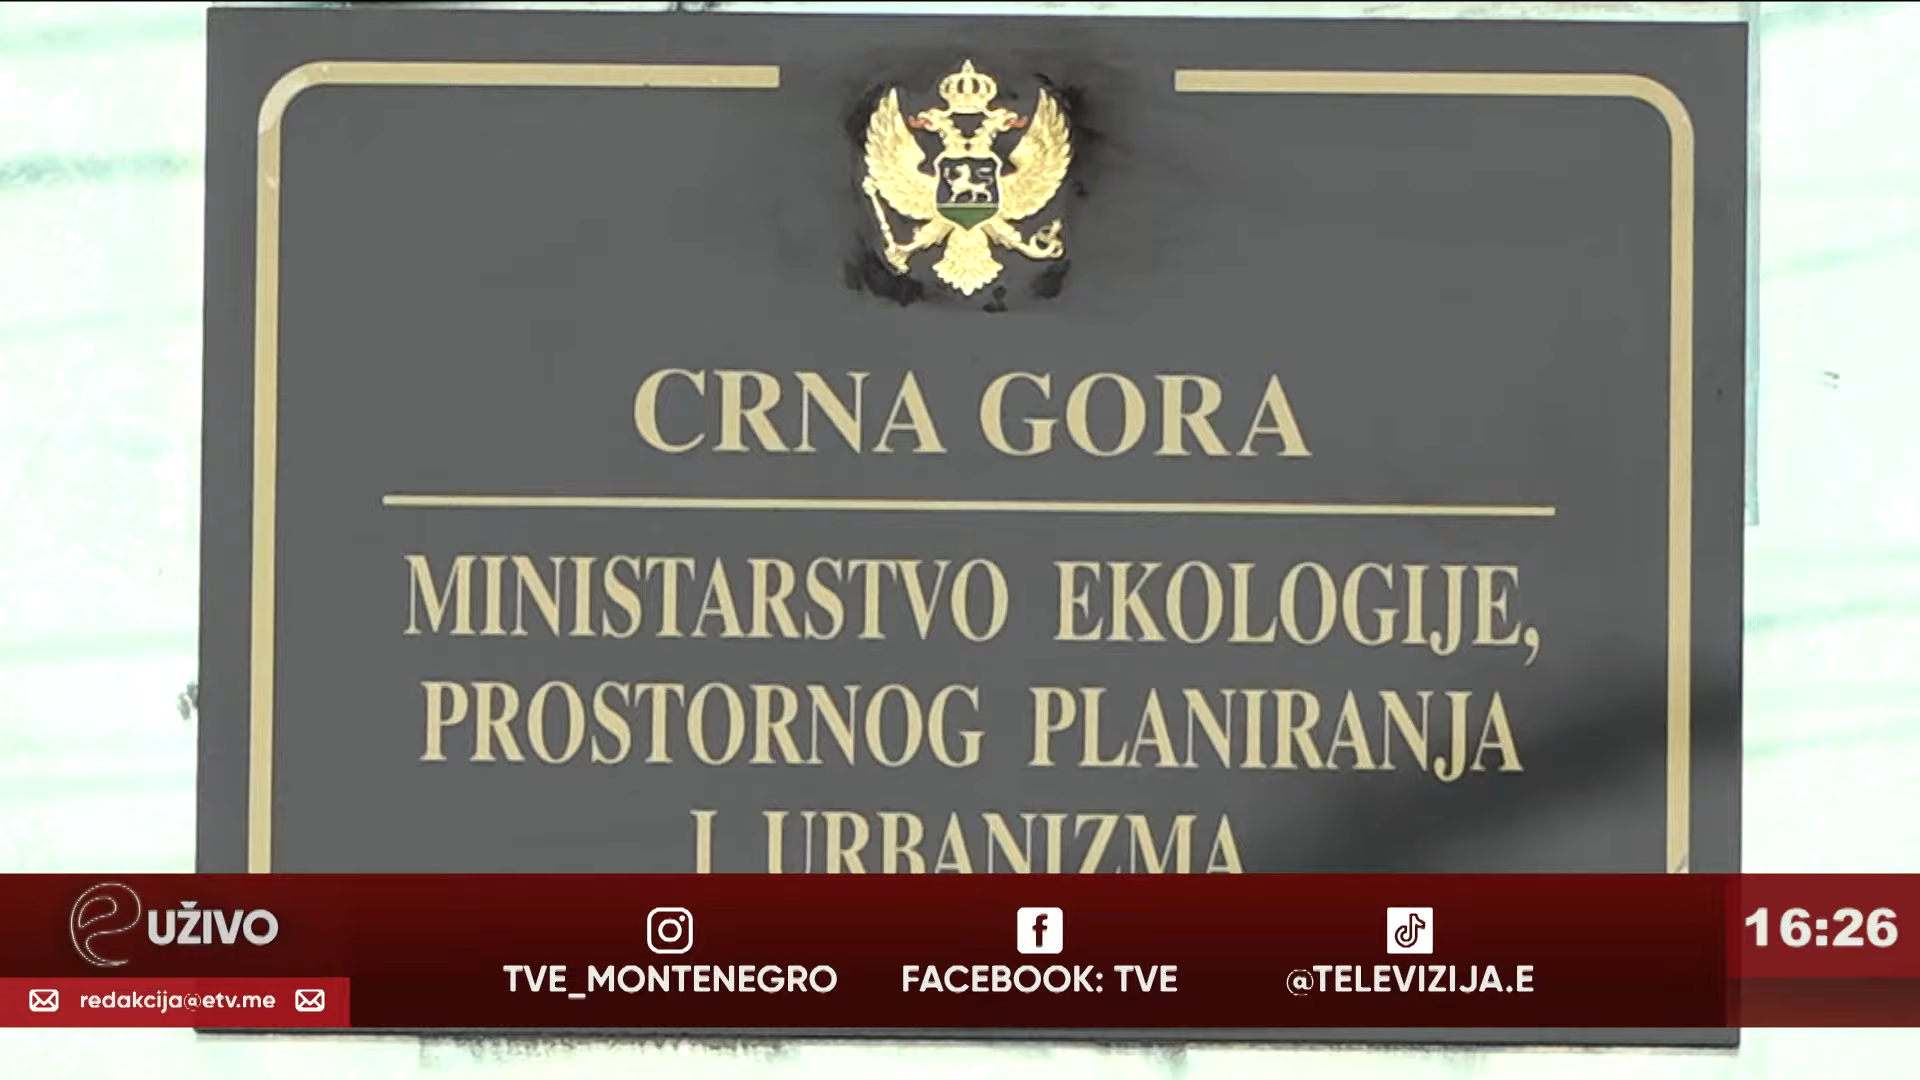 CRNA GORA
MINISTARSTVO EKOLOGIJE,
PROSTORNOG PLANIRANJA
I URBANIZMA
e UŽIVO
TVE_MONTENEGRO
FACEBOOK: TVE
@TELEVIZIJA.E
16:26
redakcija@etv.me